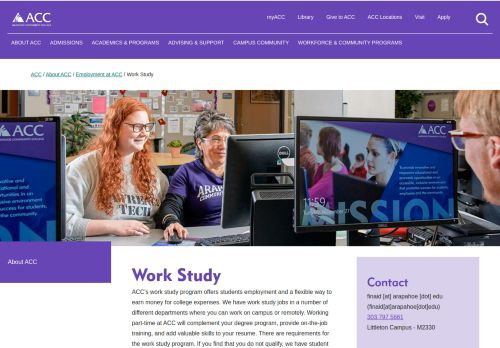 myACC Library Give to ACC ACC Locations Visit Apply
ACC
ARAPAHOE COMMUNITY COLLEGE
ABOUT ACC ADMISSIONS ACADEMICS & PROGRAMS ADVISING & SUPPORT CAMPUS COMMUNITY WORKFORCE & COMMUNITY PROGRAMS
ACC / About ACC / Employment at ACC / Work Study
ACC
ACC
DELL
11:59
MISSION
About ACC
Work Study
ACC's work study program offers students employment and a flexible way to
earn money for college expenses. We have work study jobs in a number of
different departments where you can work on campus or remotely. Working
part-time at ACC will complement your degree program, provide on-the-job
training, and add valuable skills to your resume. There are requirements for
the work study program. If you find that you do not qualify, we have student
Contact
finaid [at] arapahoe [dot] edu
(finaid[at]arapahoe[dot]edu)
303.797.5661
Littleton Campus - M2330